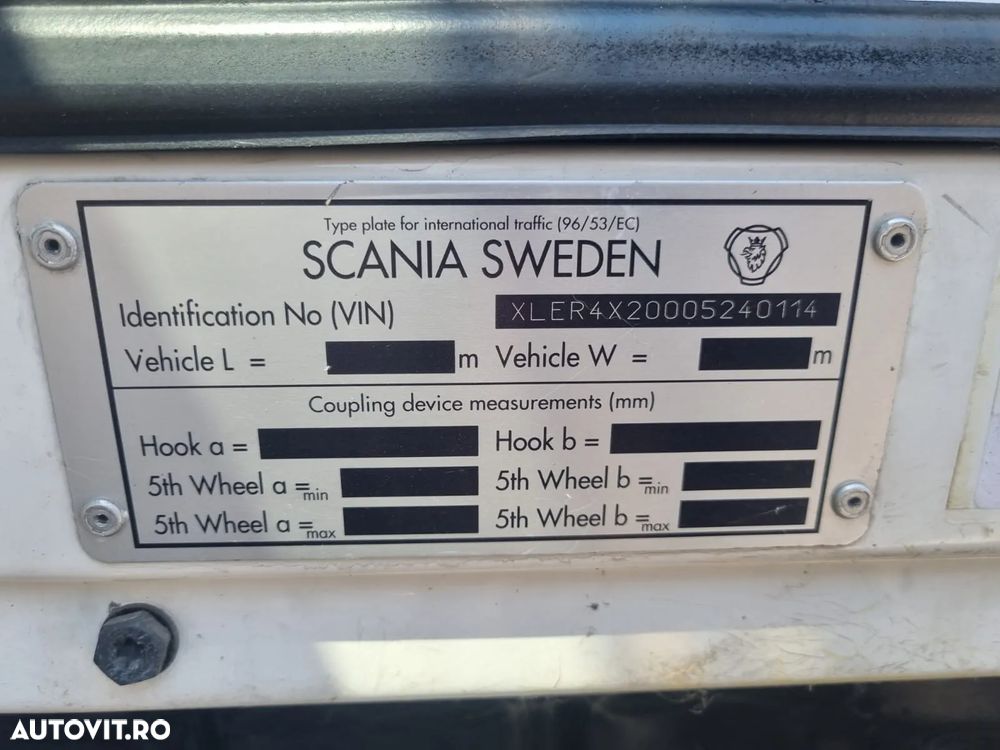 Type plate for international traffic (96/53/EC)
SCANIA SWEDEN
Identification No (VIN) XLER4X20005240114
Vehicle L = m Vehicle W = m
Coupling device measurements (mm)
Hook a = Hook b =
5th Wheel a =min 5th Wheel b =min
5th Wheel a =max 5th Wheel b =max
AUTOVIT.RO